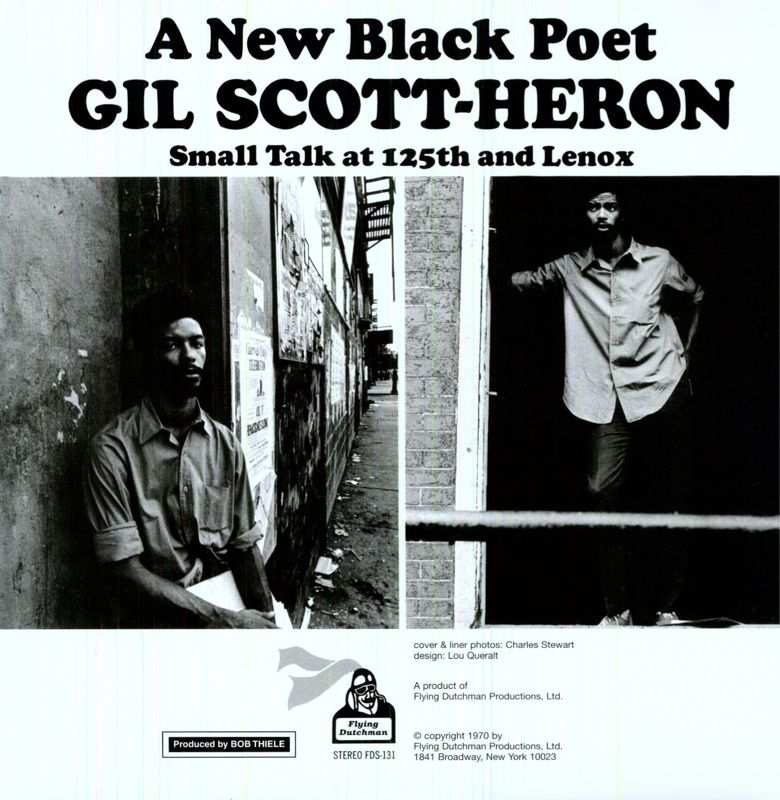 A New Black Poet
GIL SCOTT-HERON
Small Talk at 125th and Lenox
cover & liner photos: Charles Stewart
design: Lou Queralt
A product of
Flying Dutchman Productions, Ltd.
Flying
Dutchman
Produced by BOB THIELE
STEREO FDS-131
© copyright 1970 by
Flying Dutchman Productions, Ltd.
1841 Broadway, New York 10023